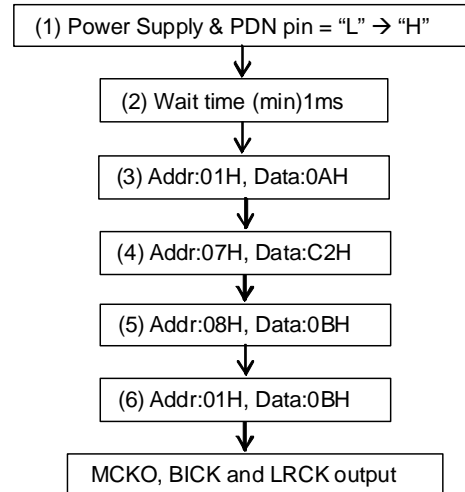 (1) Power Supply & PDN pin = “L” → “H”
(2) Wait time (min)1ms
(3) Addr:01H, Data:0AH
(4) Addr:07H, Data:C2H
(5) Addr:08H, Data:0BH
(6) Addr:01H, Data:0BH
MCKO, BICK and LRCK output